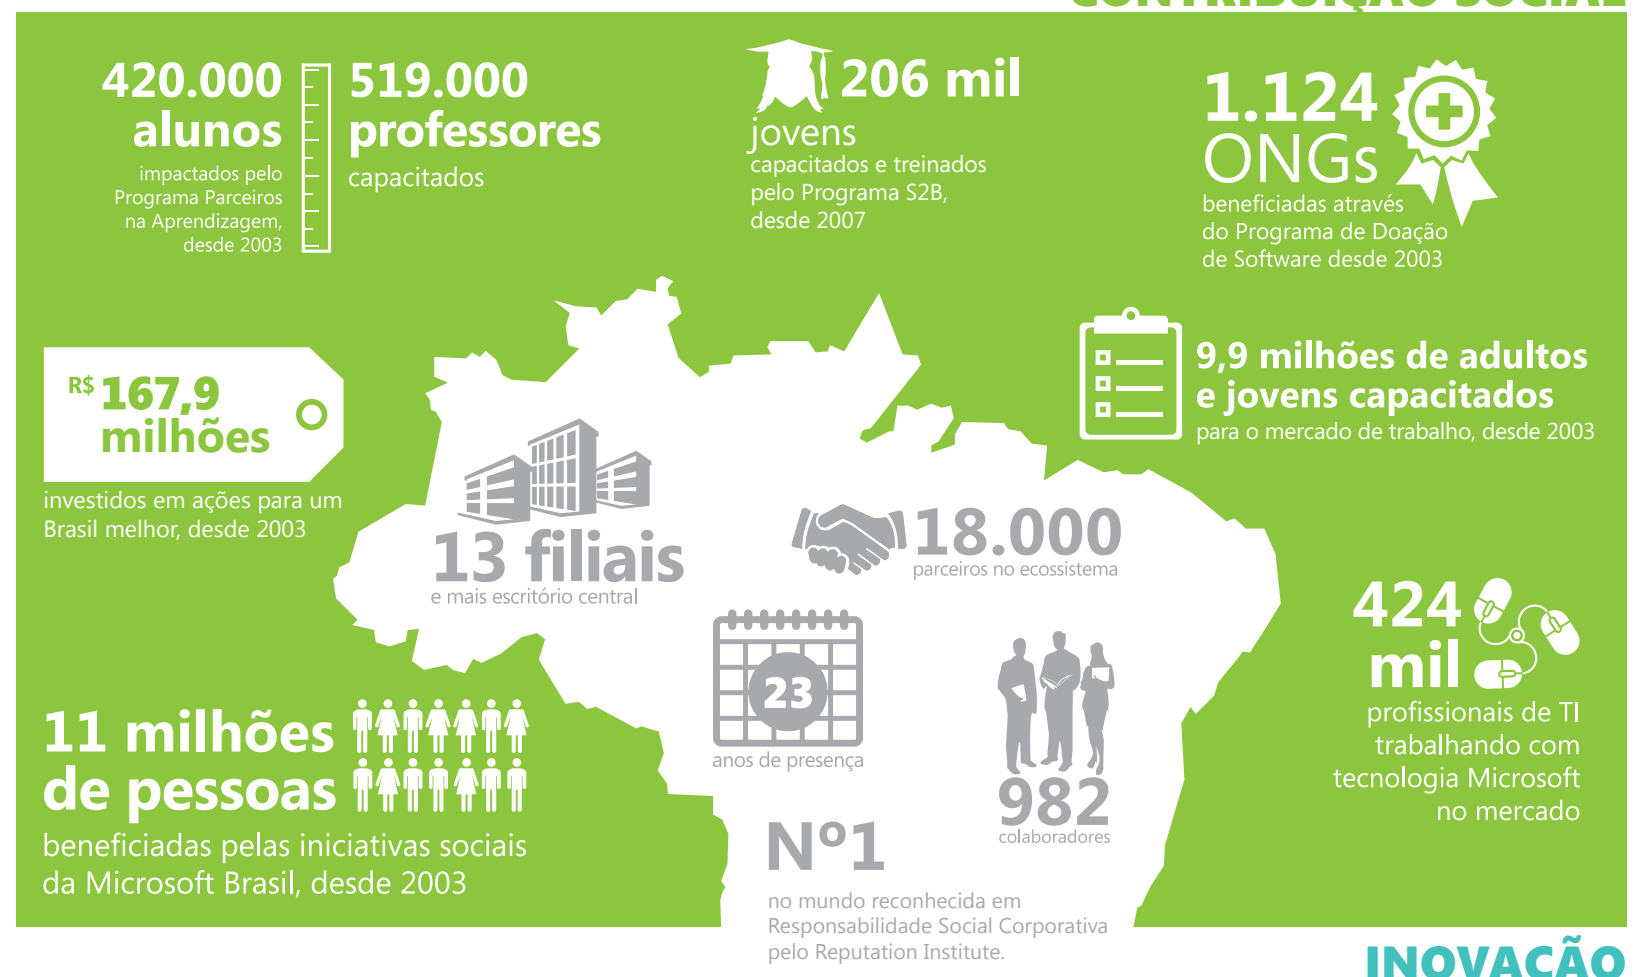 CONTRIBUIÇÃO SOCIAL
420.000
alunos
impactados pelo
Programa Parceiros
na Aprendizagem,
desde 2003
519.000
professores
capacitados
206 mil
jovens
capacitados e treinados
pelo Programa S2B,
desde 2007
1.124
ONGs
beneficiadas através
do Programa de Doação
de Software desde 2003
R$ 167,9
milhões
investidos em ações para um
Brasil melhor, desde 2003
9,9 milhões de adultos
e jovens capacitados
para o mercado de trabalho, desde 2003
13 filiais
e mais escritório central
18.000
parceiros no ecossistema
23
anos de presença
982
colaboradores
424
mil
profissionais de TI
trabalhando com
tecnologia Microsoft
no mercado
11 milhões
de pessoas
beneficiadas pelas iniciativas sociais
da Microsoft Brasil, desde 2003
Nº1
no mundo reconhecida em
Responsabilidade Social Corporativa
pelo Reputation Institute.
INOVAÇÃO